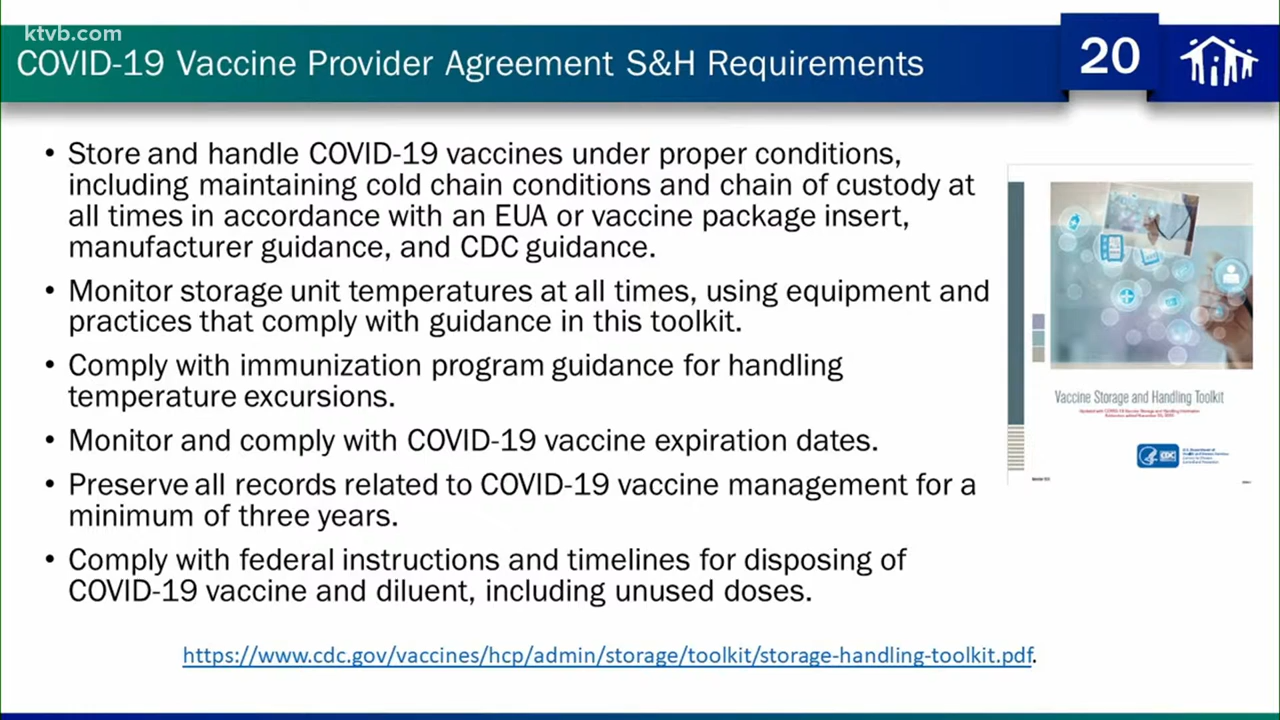 ktvb.com
COVID-19 Vaccine Provider Agreement S&H Requirements
20
• Store and handle COVID-19 vaccines under proper conditions,
including maintaining cold chain conditions and chain of custody at
all times in accordance with an EUA or vaccine package insert,
manufacturer guidance, and CDC guidance.
• Monitor storage unit temperatures at all times, using equipment and
practices that comply with guidance in this toolkit.
• Comply with immunization program guidance for handling
temperature excursions.
• Monitor and comply with COVID-19 vaccine expiration dates.
• Preserve all records related to COVID-19 vaccine management for a
minimum of three years.
• Comply with federal instructions and timelines for disposing of
COVID-19 vaccine and diluent, including unused doses.
Vaccine Storage and Handling Toolkit
CDC
https://www.cdc.gov/vaccines/hcp/admin/storage/toolkit/storage-handling-toolkit.pdf.